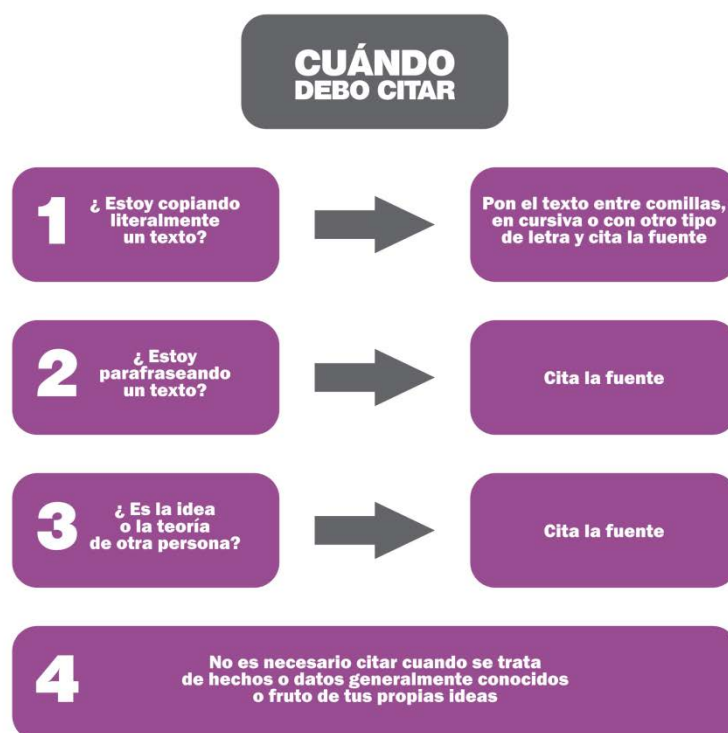 CUÁNDO
DEBO CITAR
1
¿ Estoy copiando
literalmente
un texto?
Pon el texto entre comillas,
en cursiva o con otro tipo
de letra y cita la fuente
2
¿ Estoy
parafraseando
un texto?
Cita la fuente
3
¿ Es la idea
o la teoría
de otra persona?
Cita la fuente
4
No es necesario citar cuando se trata
de hechos o datos generalmente conocidos
o fruto de tus propias ideas